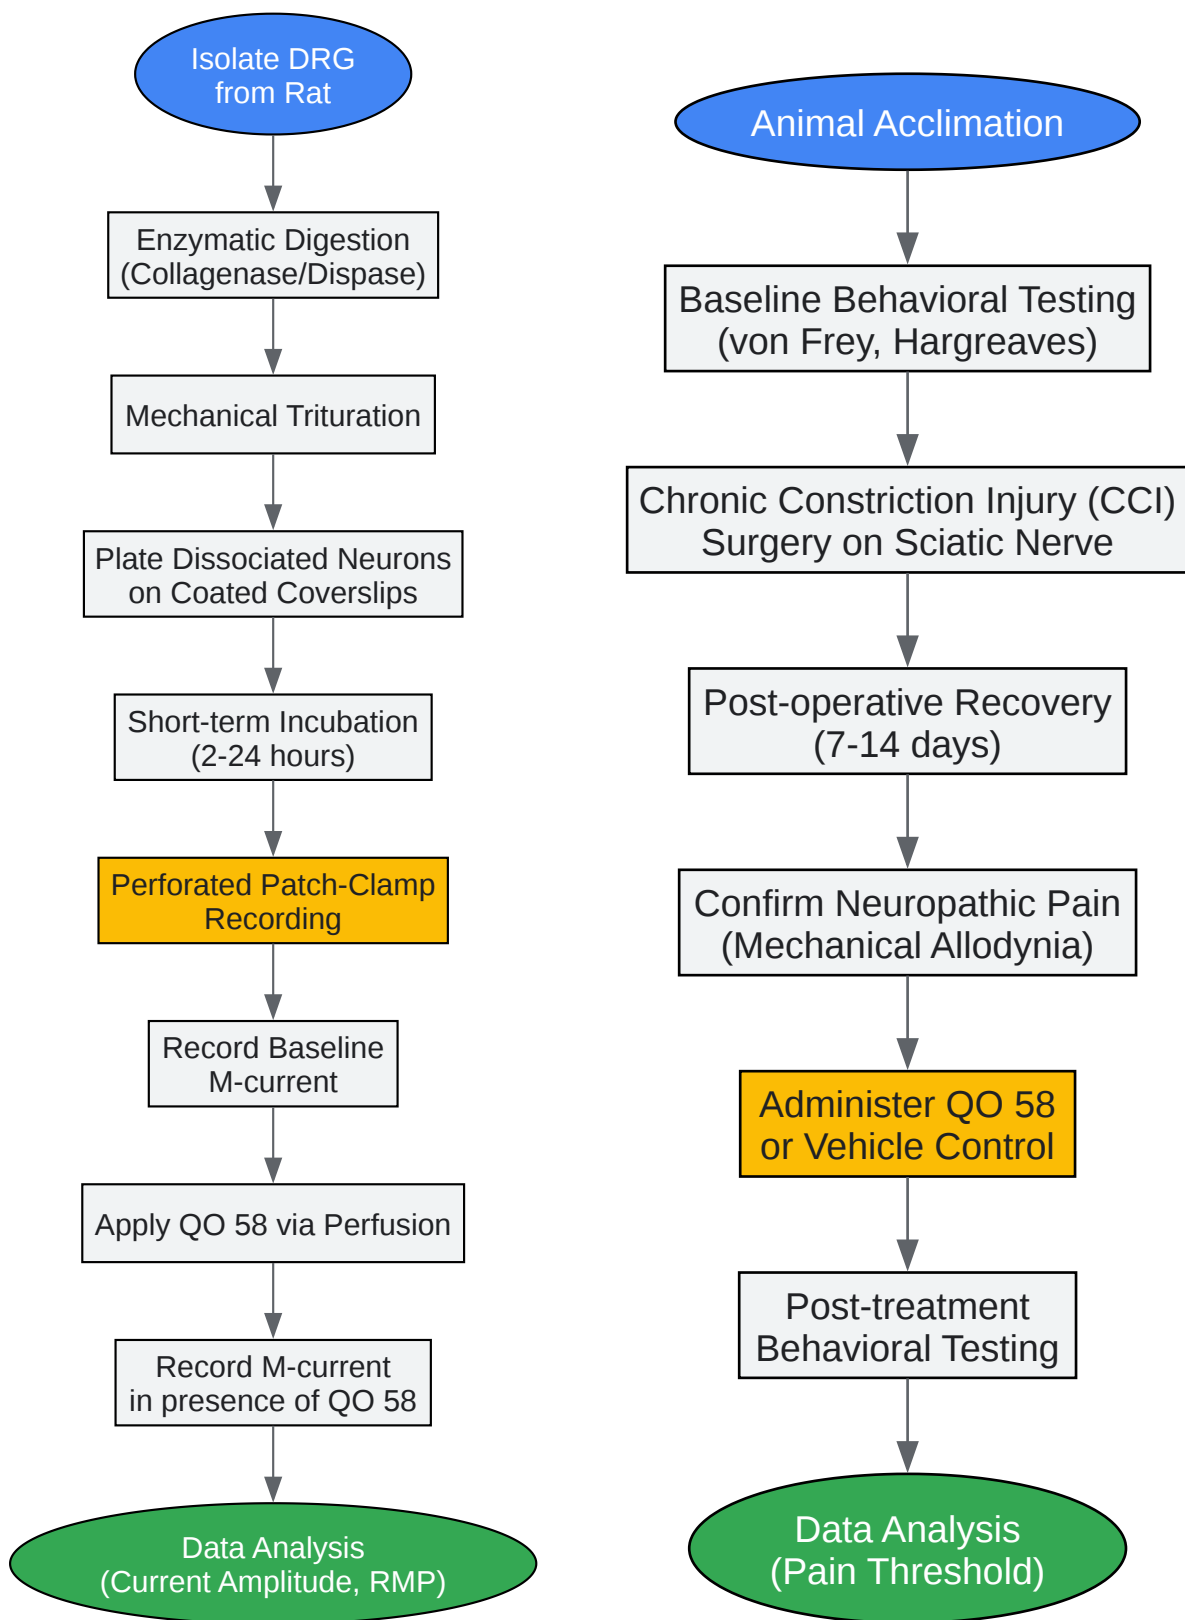 Isolate DRG
from Rat
Enzymatic Digestion
(Collagenase/Dispase)
Mechanical Trituration
Plate Dissociated Neurons
on Coated Coverslips
Short-term Incubation
(2-24 hours)
Perforated Patch-Clamp
Recording
Record Baseline
M-current
Apply QO 58 via Perfusion
Record M-current
in presence of QO 58
Data Analysis
(Current Amplitude, RMP)
Animal Acclimation
Baseline Behavioral Testing
(von Frey, Hargreaves)
Chronic Constriction Injury (CCI)
Surgery on Sciatic Nerve
Post-operative Recovery
(7-14 days)
Confirm Neuropathic Pain
(Mechanical Allodynia)
Administer QO 58
or Vehicle Control
Post-treatment
Behavioral Testing
Data Analysis
(Pain Threshold)